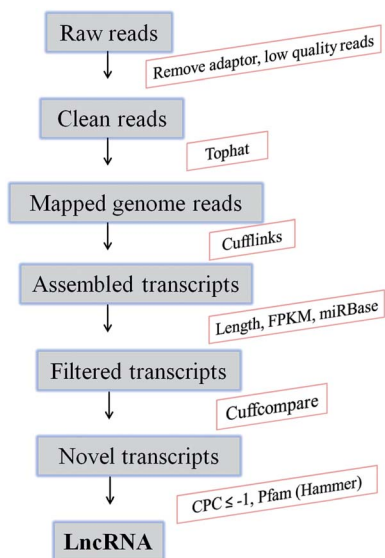 Raw reads
Remove adaptor, low quality reads
Clean reads
Tophat
Mapped genome reads
Cufflinks
Assembled transcripts
Length, FPKM, miRBase
Filtered transcripts
Cuffcompare
Novel transcripts
CPC ≤ -1, Pfam (Hammer)
LncRNA